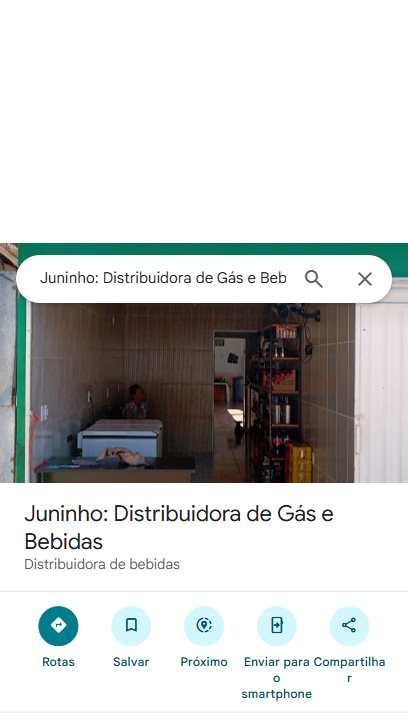 Juninho: Distribuidora de Gás e Beb
Juninho: Distribuidora de Gás e
Bebidas
Distribuidora de bebidas
Rotas
Salvar
Próximo
Enviar para
o
smartphone
Compartilha
r